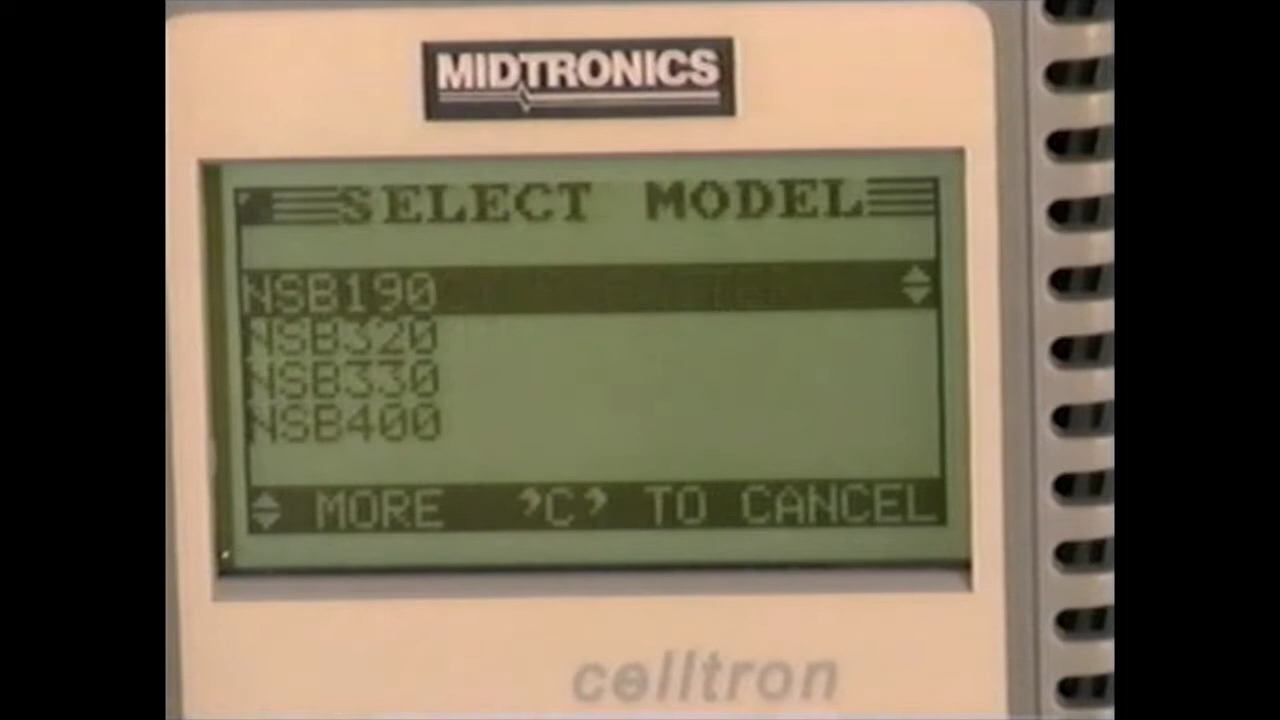 MIDTRONICS
SELECT MODEL
NSB190
NSB320
NSB330
NSB400
MORE 'C' TO CANCEL
celltron